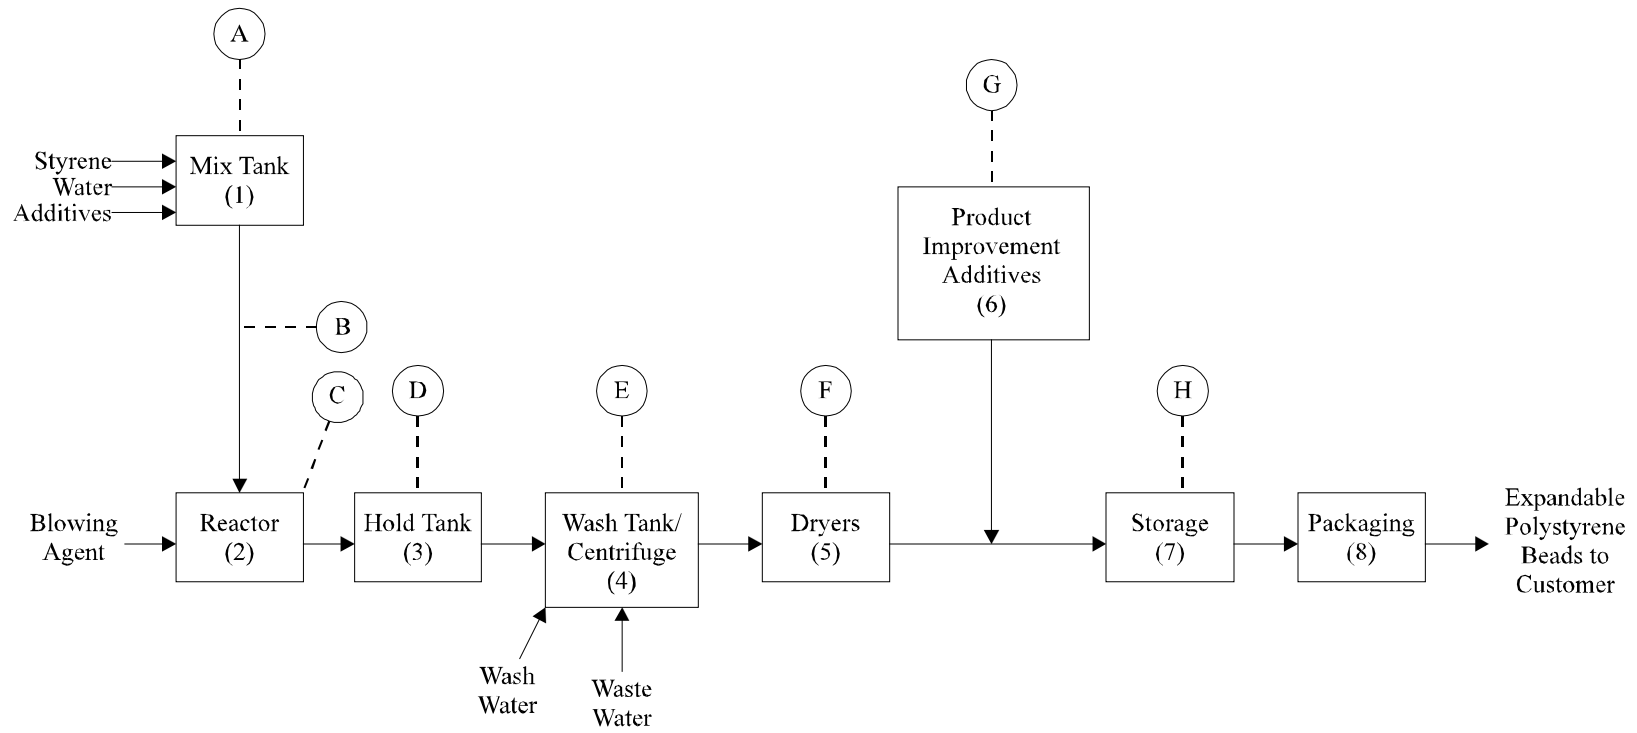 A
G
Styrene
Water
Additives
Mix Tank
(1)
Product
Improvement
Additives
(6)
B
C
D
E
F
H
Blowing
Agent
Reactor
(2)
Hold Tank
(3)
Wash Tank/
Centrifuge
(4)
Dryers
(5)
Storage
(7)
Packaging
(8)
Expandable
Polystyrene
Beads to
Customer
Wash
Water
Waste
Water